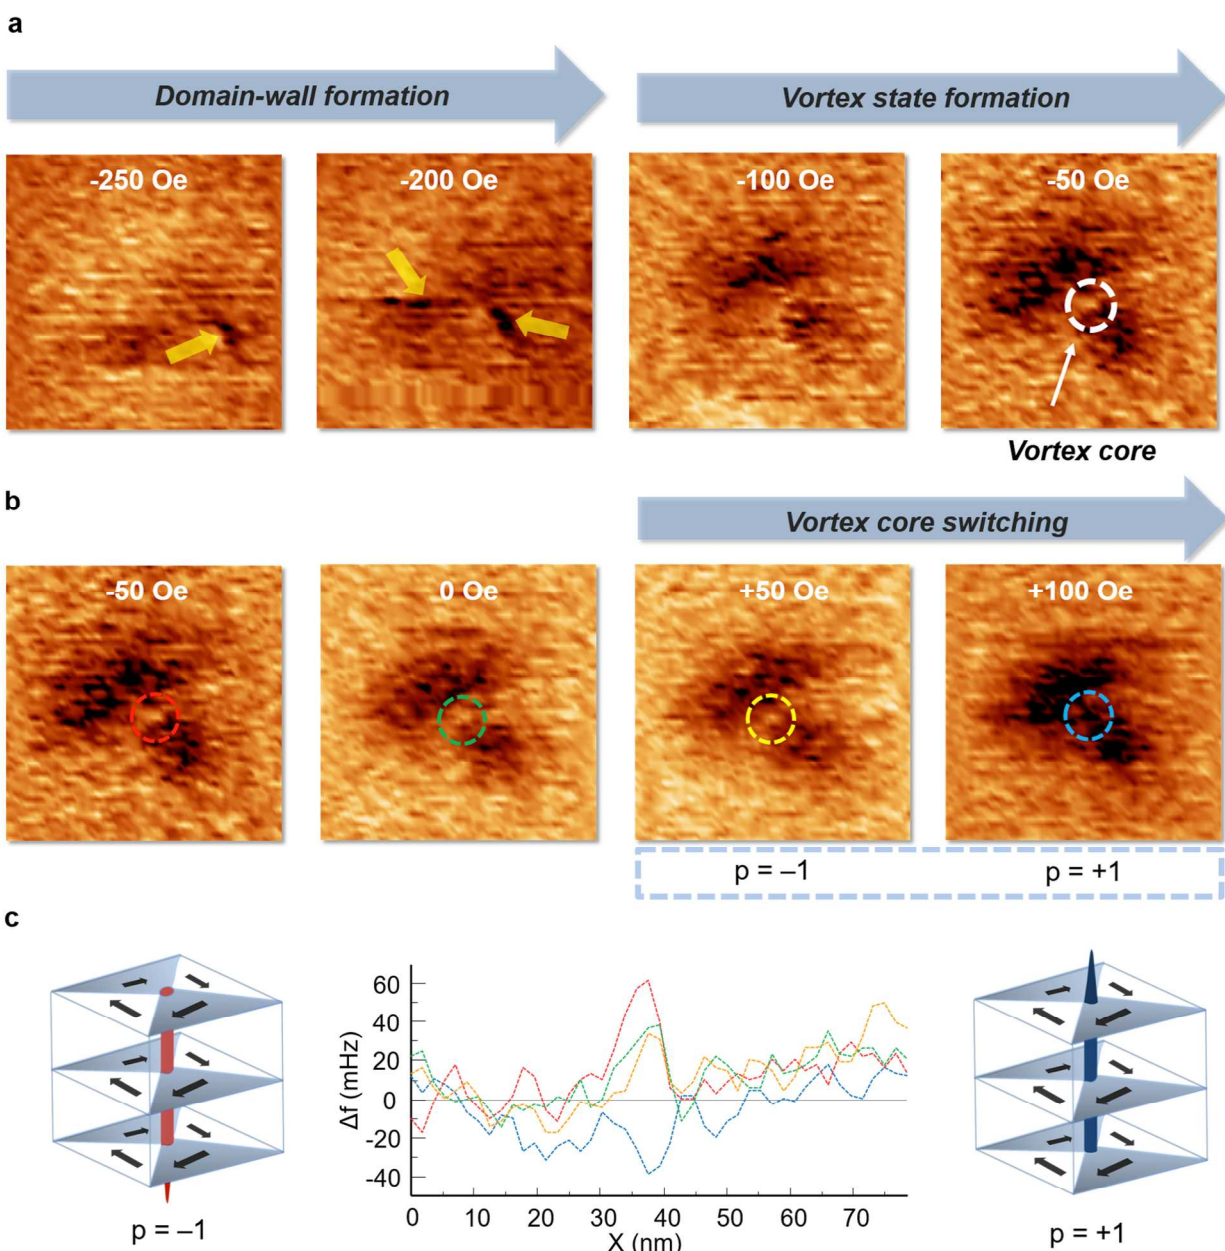 a
Domain-wall formation
Vortex state formation
-250 Oe
-200 Oe
-100 Oe
-50 Oe
Vortex core
b
Vortex core switching
-50 Oe
0 Oe
+50 Oe
+100 Oe
p = –1
p = +1
c
60
40
20
0
-20
-40
Δf (mHz)
0 10 20 30 40 50 60 70
X (nm)
p = –1
p = +1